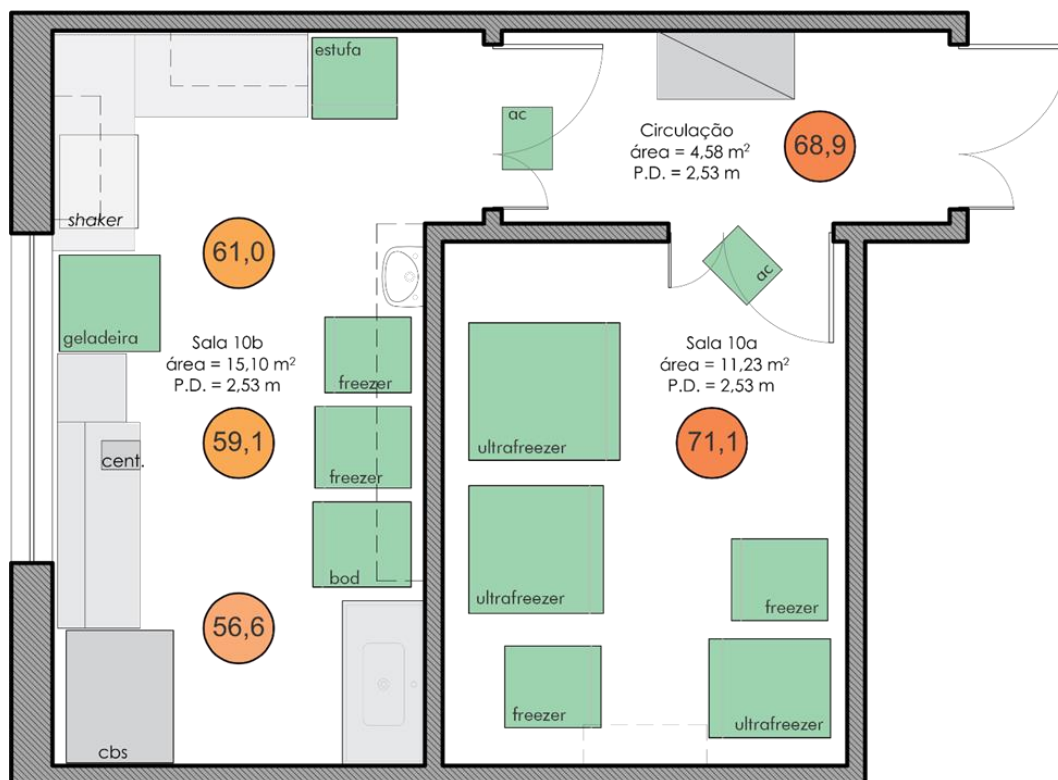 estufa
ac
Circulação
área = 4,58 m²
P.D. = 2,53 m
68,9
shaker
61,0
ac
geladeira
Sala 10b
área = 15,10 m²
P.D. = 2,53 m
Sala 10a
área = 11,23 m²
P.D. = 2,53 m
freezer
59,1
71,1
ultrafreezer
cent.
freezer
bod
ultrafreezer
freezer
56,6
freezer
ultrafreezer
cbs